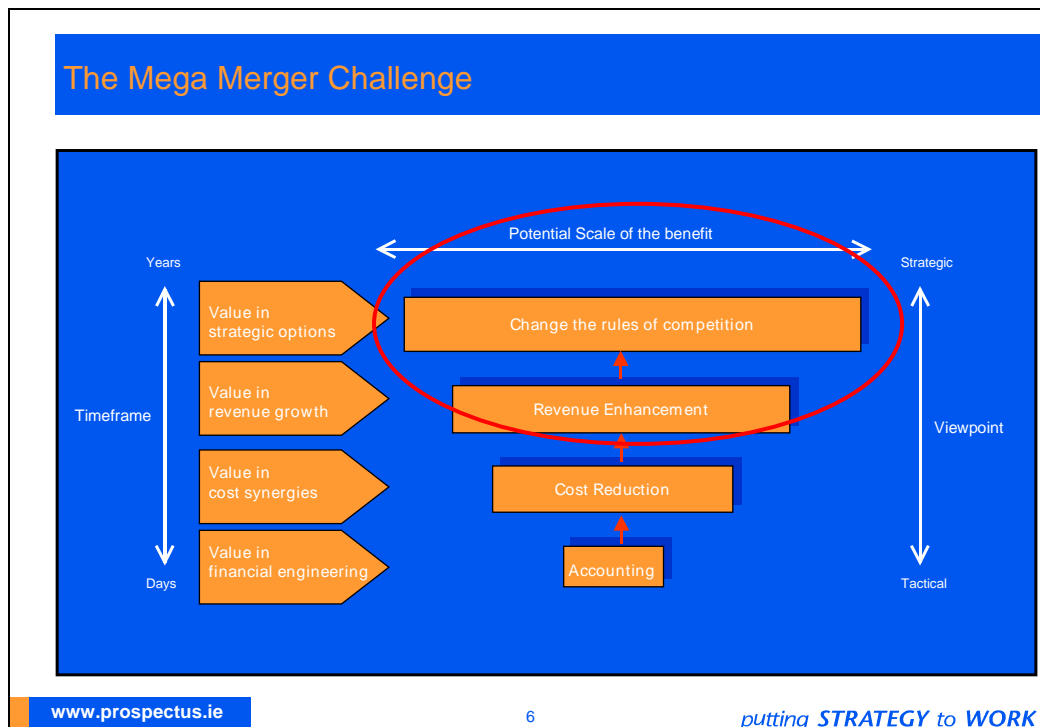 The Mega Merger Challenge
Potential Scale of the benefit
Years
Strategic
Value in
strategic options
Change the rules of competition
Value in
revenue growth
Revenue Enhancement
Timeframe
Viewpoint
Value in
cost synergies
Cost Reduction
Value in
financial engineering
Accounting
Days
Tactical
www.prospectus.ie
6
putting STRATEGY to WORK